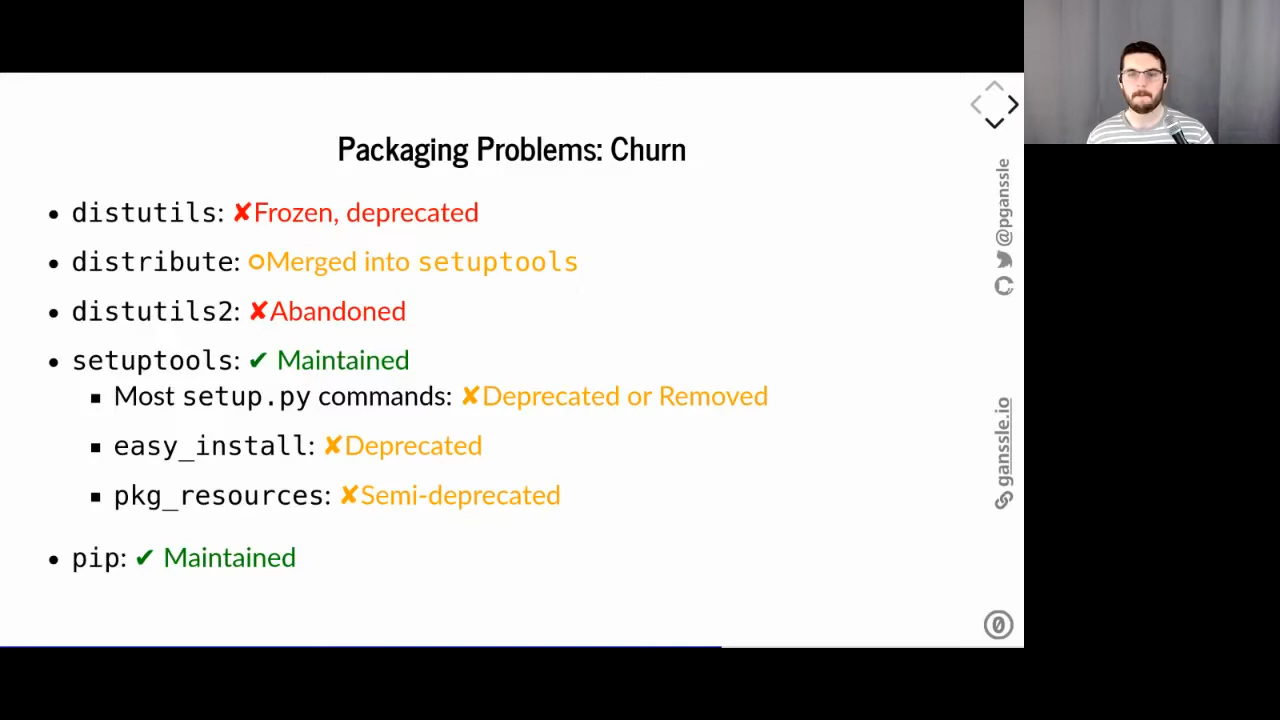 Packaging Problems: Churn
• distutils: ✘Frozen, deprecated
• distribute: ⭘Merged into setuptools
• distutils2: ✘Abandoned
• setuptools: ✔ Maintained
▪ Most setup.py commands: ✘Deprecated or Removed
▪ easy_install: ✘Deprecated
▪ pkg_resources: ✘Semi-deprecated
• pip: ✔ Maintained
@pganssle
ganssle.io
0